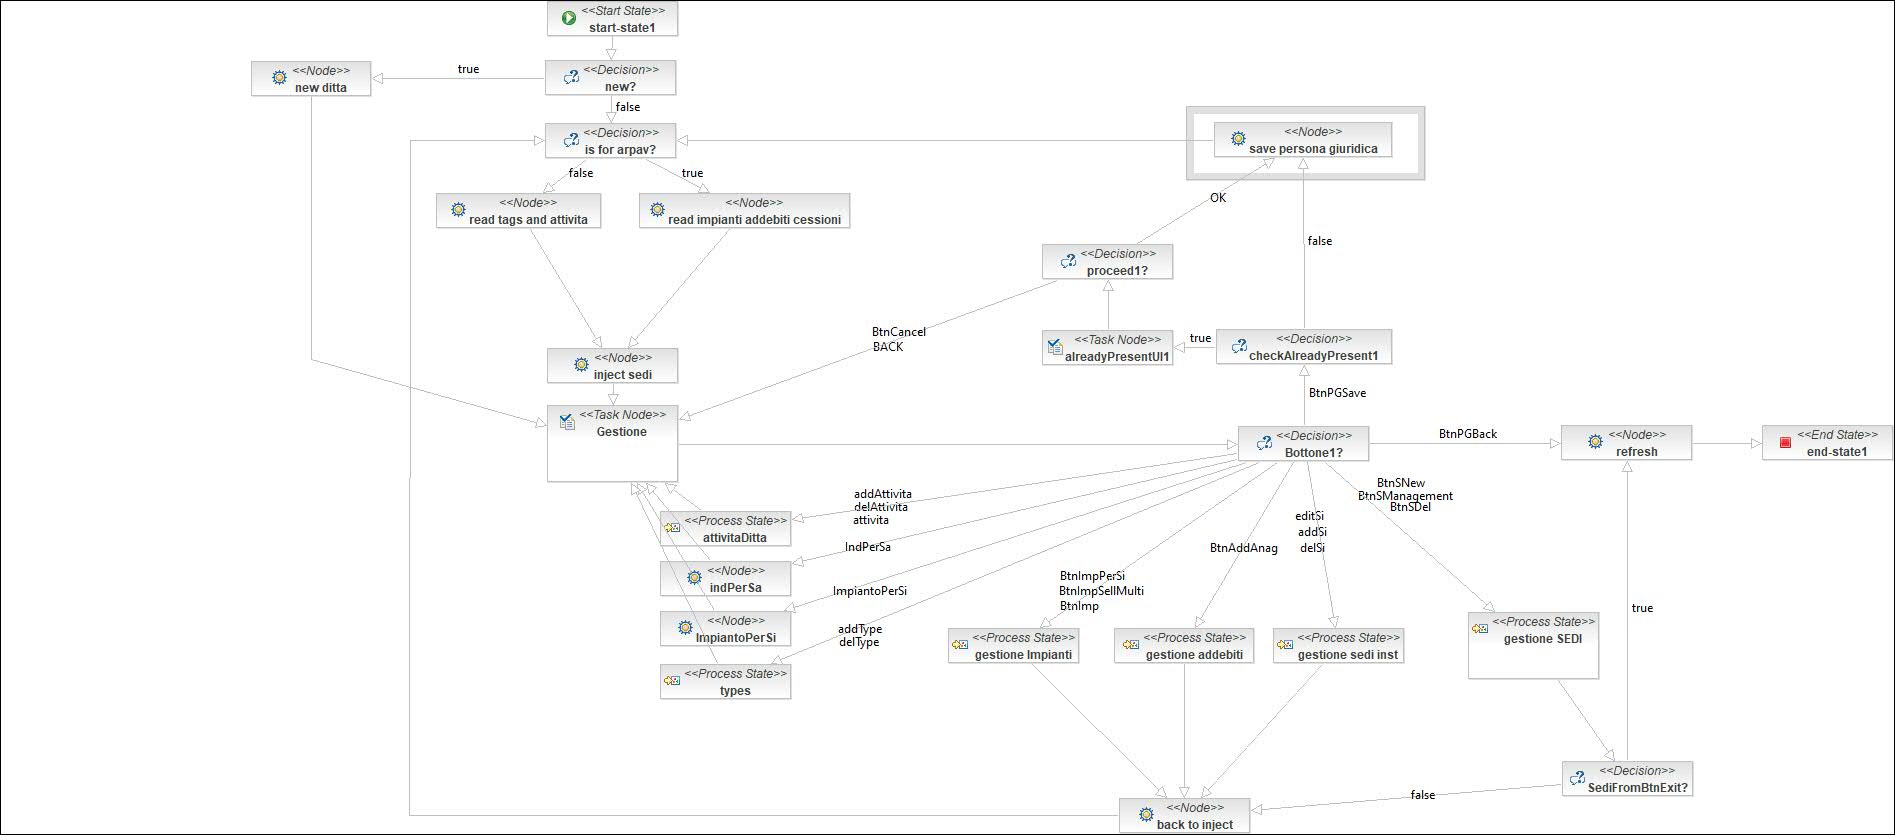 <<Start State>>
start-state1
<<Node>>
new ditta
true
<<Decision>>
new?
false
<<Decision>>
is for arpav?
<<Node>>
save persona giuridica
false
true
OK
<<Node>>
read tags and attivita
<<Node>>
read impianti addebiti cessioni
false
<<Decision>>
proceed1?
BtnCancel
BACK
<<Task Node>>
alreadyPresentUI1
true
<<Decision>>
checkAlreadyPresent1
<<Node>>
inject sedi
BtnPGSave
<<Task Node>>
Gestione
<<Decision>>
Bottone1?
BtnPGBack
<<Node>>
refresh
<<End State>>
end-state1
addAttivita
delAttivita
attivita
BtnSNew
BtnSManagement
BtnSDel
<<Process State>>
attivitaDitta
editSi
addSi
delSi
IndPerSa
BtnAddAnag
<<Node>>
indPerSa
BtnImpPerSi
BtnImpSellMulti
BtnImp
ImpiantoPerSi
true
<<Node>>
ImpiantoPerSi
addType
delType
<<Process State>>
gestione Impianti
<<Process State>>
gestione addebiti
<<Process State>>
gestione sedi inst
<<Process State>>
gestione SEDI
<<Process State>>
types
<<Decision>>
SediFromBtnExit?
false
<<Node>>
back to inject